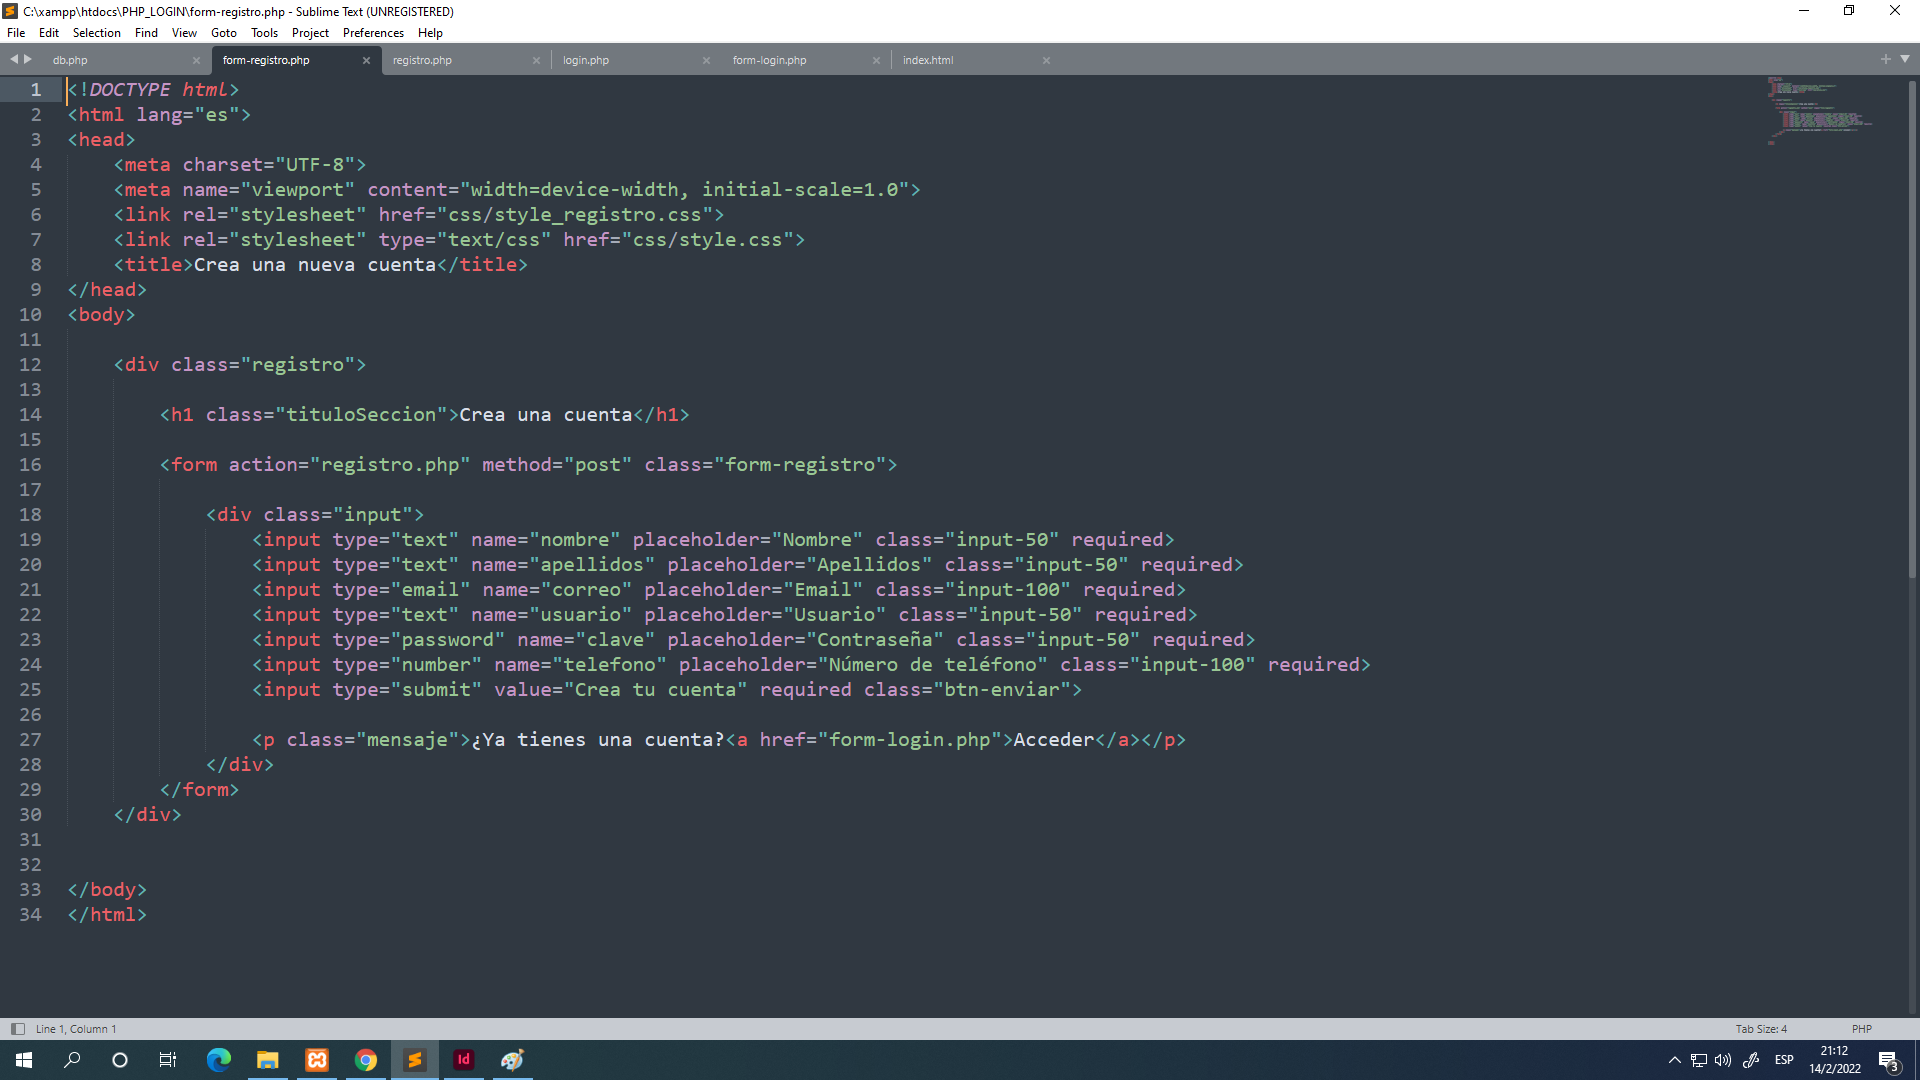 C:\xampp\htdocs\PHP_LOGIN\form-registro.php - Sublime Text (UNREGISTERED)
File Edit Selection Find View Goto Tools Project Preferences Help
db.php form-registro.php registro.php login.php form-login.php index.html
1 <!DOCTYPE html>
2 <html lang="es">
3 <head>
4     <meta charset="UTF-8">
5     <meta name="viewport" content="width=device-width, initial-scale=1.0">
6     <link rel="stylesheet" href="css/style_registro.css">
7     <link rel="stylesheet" type="text/css" href="css/style.css">
8     <title>Crea una nueva cuenta</title>
9 </head>
10 <body>
11
12     <div class="registro">
13
14         <h1 class="tituloSeccion">Crea una cuenta</h1>
15
16         <form action="registro.php" method="post" class="form-registro">
17
18             <div class="input">
19                 <input type="text" name="nombre" placeholder="Nombre" class="input-50" required>
20                 <input type="text" name="apellidos" placeholder="Apellidos" class="input-50" required>
21                 <input type="email" name="correo" placeholder="Email" class="input-100" required>
22                 <input type="text" name="usuario" placeholder="Usuario" class="input-50" required>
23                 <input type="password" name="clave" placeholder="Contraseña" class="input-50" required>
24                 <input type="number" name="telefono" placeholder="Número de teléfono" class="input-100" required>
25                 <input type="submit" value="Crea tu cuenta" required class="btn-enviar">
26
27                 <p class="mensaje">¿Ya tienes una cuenta?<a href="form-login.php">Acceder</a></p>
28             </div>
29         </form>
30     </div>
31
32
33 </body>
34 </html>
Line 1, Column 1 Tab Size: 4 PHP
Id ESP 21:12
14/2/2022 3